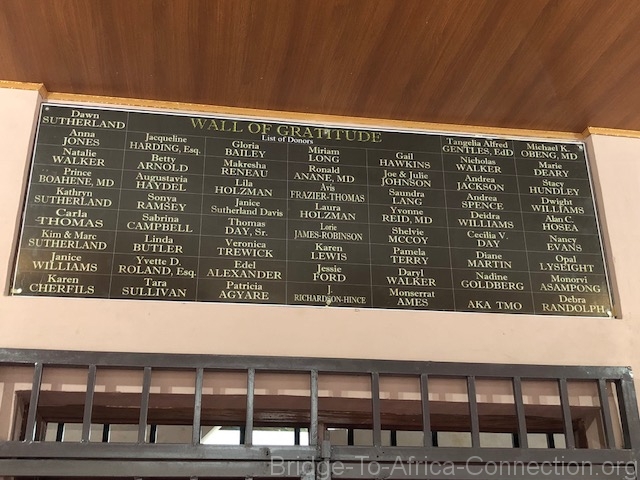 WALL OF GRATITUDE
List of Donors
Dawn
SUTHERLAND
Anna
JONES
Natalie
WALKER
Prince
BOAHENE, MD
Kathryn
SUTHERLAND
Carla
THOMAS
Kim & Marc
SUTHERLAND
Janice
WILLIAMS
Karen
CHERFILS
Jacqueline
HARDING, Esq.
Betty
ARNOLD
Augustavia
HAYDEL
Sonya
RAMSEY
Sabrina
CAMPBELL
Linda
BUTLER
Yvette D.
ROLAND, Esq.
Tara
SULLIVAN
Gloria
BAILEY
Makresha
RENEAU
Lila
HOLZMAN
Janice
Sutherland Davis
Thomas
DAY, Sr.
Veronica
TREWICK
Edel
ALEXANDER
Patricia
AGYARE
Miriam
LONG
Ronald
ANANE, MD
Avis
FRAZIER-THOMAS
Laura
HOLZMAN
Lorie
JAMES-ROBINSON
Karen
LEWIS
Jessie
FORD
J.
RICHARDSON-HINCE
Gail
HAWKINS
Joe & Julie
JOHNSON
Saundra
LANG
Yvonne
REID, MD
Shelvie
MCCOY
Pamela
TERRY
Daryl
WALKER
Monserrat
AMES
Tangelia Alfred
GENTLES, EdD
Nicholas
WALKER
Andrea
JACKSON
Andrea
SPENCE
Deidra
WILLIAMS
Cecilia V.
DAY
Diane
MARTIN
Nadine
GOLDBERG
AKA TMO
Michael K.
OBENG, MD
Marie
DEARY
Stacy
HUNDLEY
Dwight
WILLIAMS
Alan C.
HOSEA
Nancy
EVANS
Opal
LYSEIGHT
Monorvi
ASAMPONG
Debra
RANDOLPH
Bridge-To-Africa-Connection.org